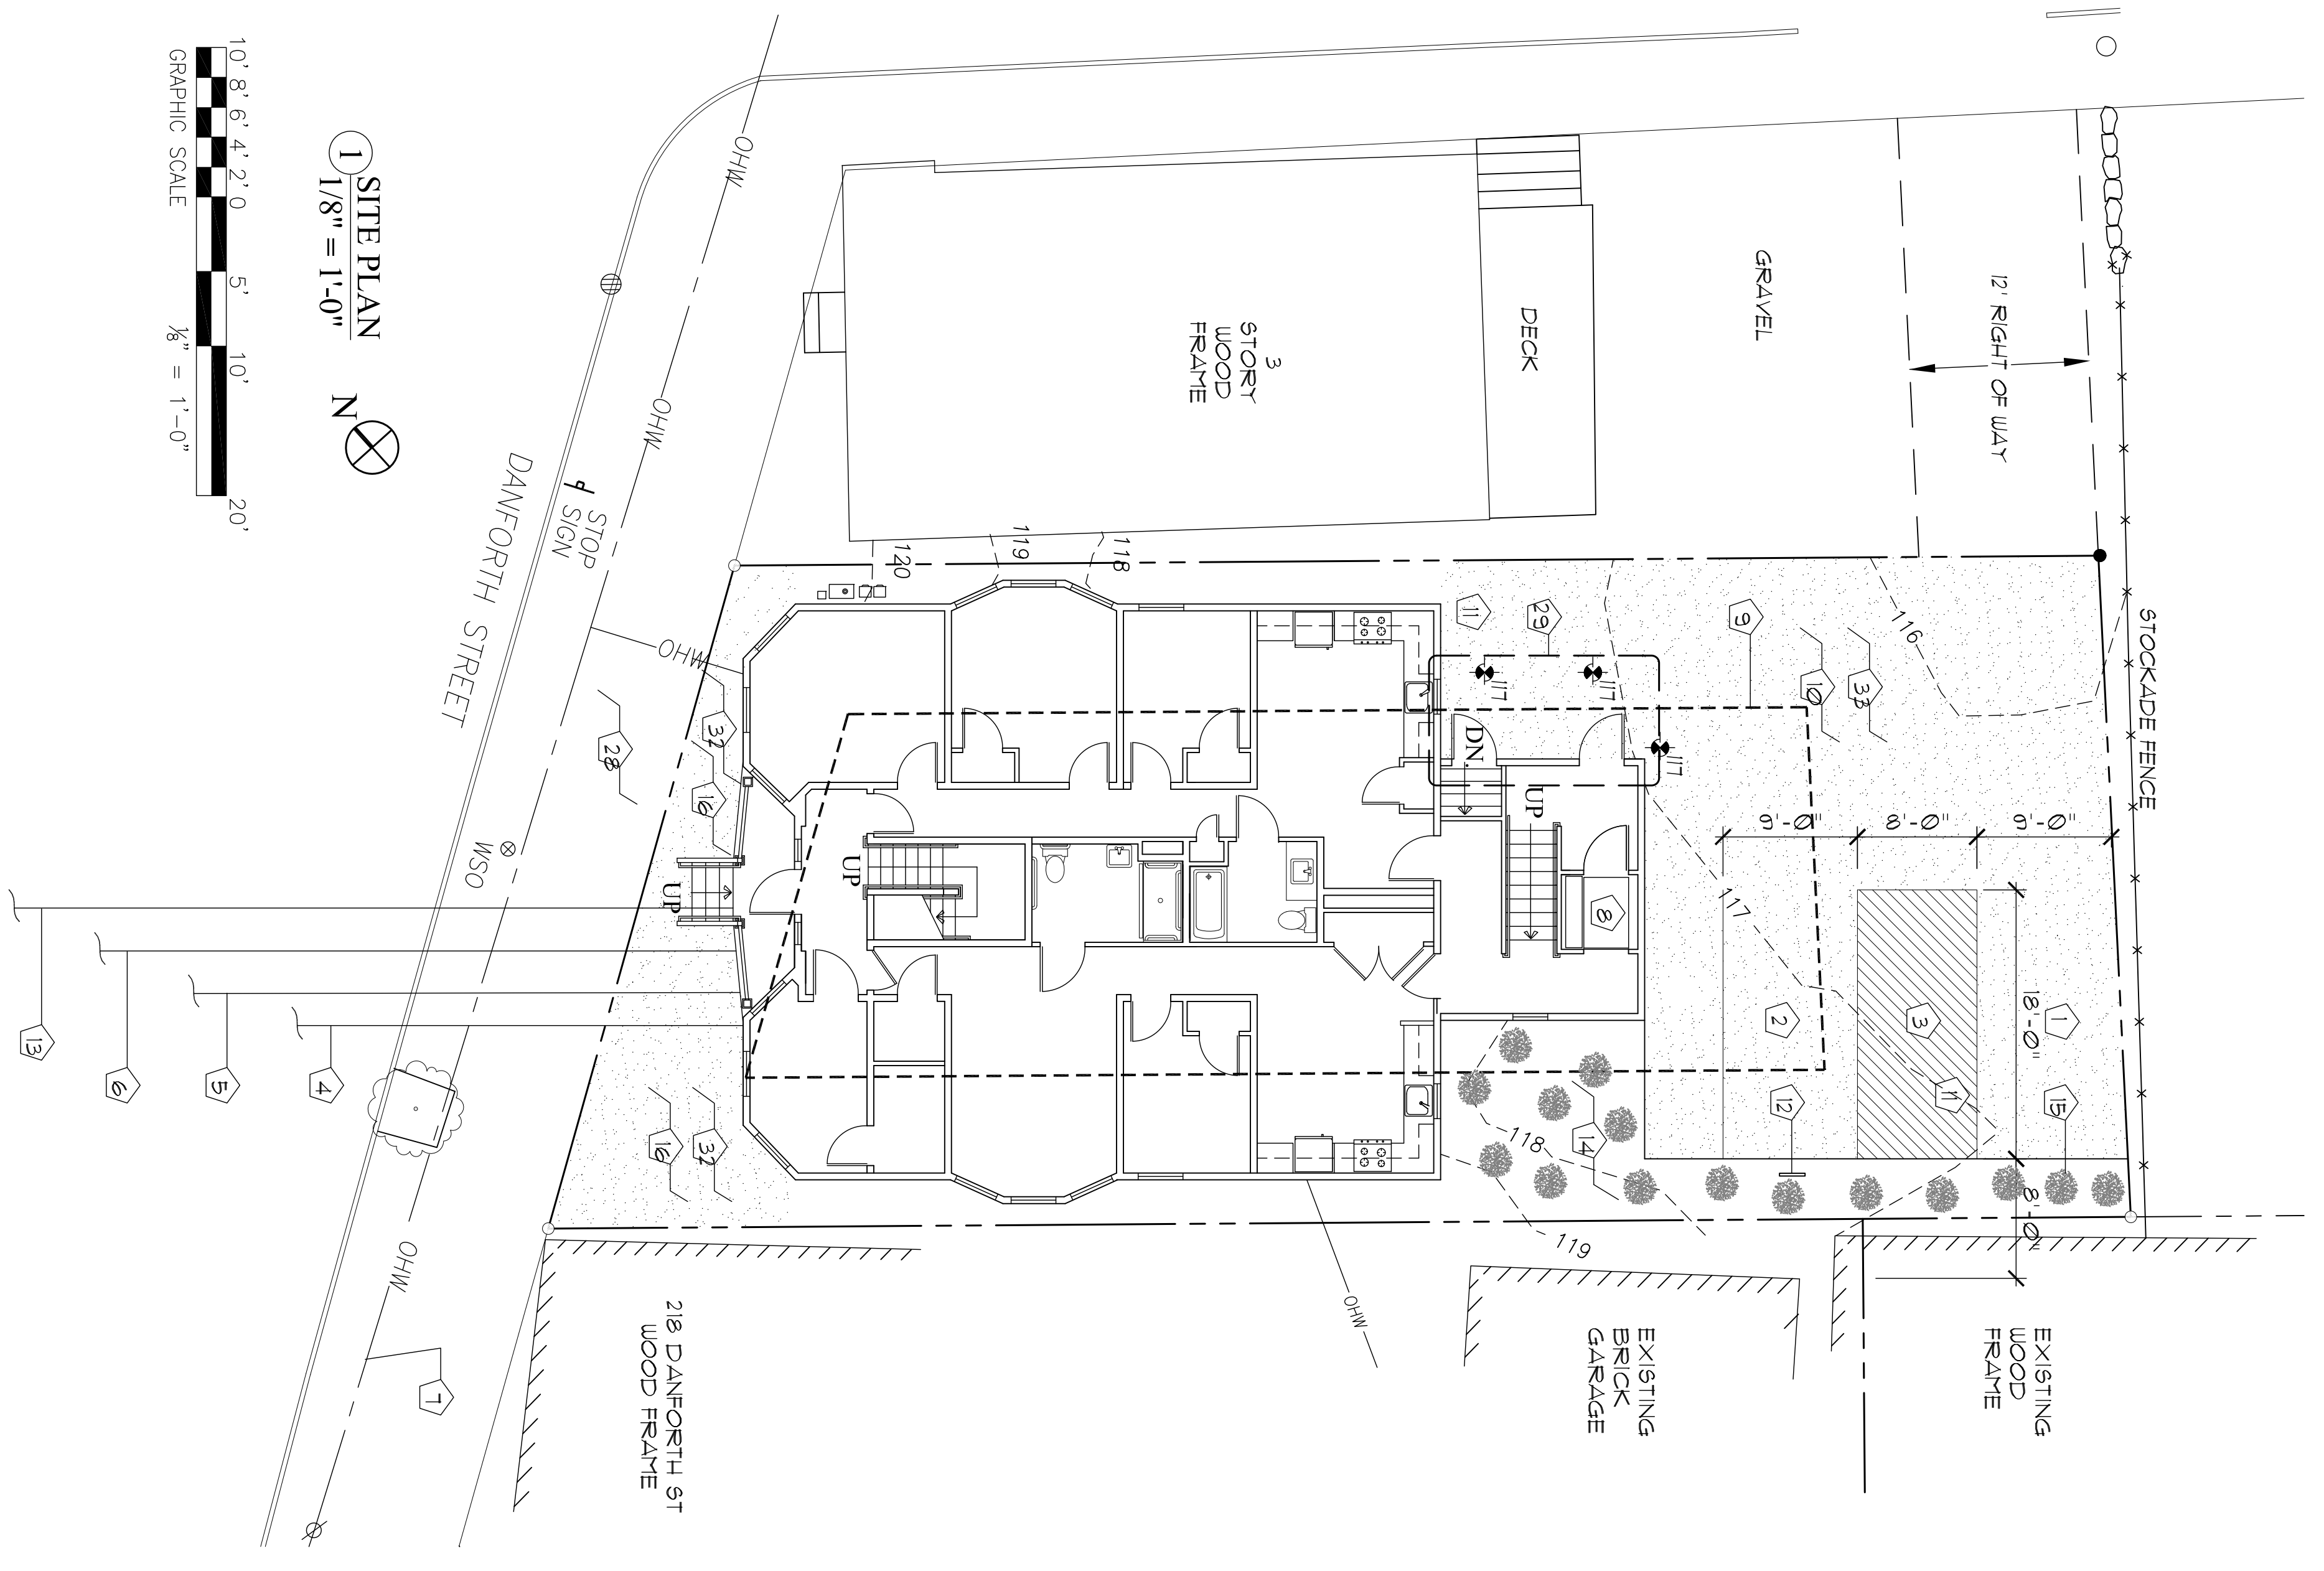 1
SITE PLAN
1/8" = 1'-0"
N
10' 8' 6' 4' 2' 0 5' 10' 20'
GRAPHIC SCALE
⅛" = 1'-0"
OHW
OHW
OHW
OHW
OHW
DANFORTH STREET
STOP
SIGN
WSO
3
STORY
WOOD
FRAME
DECK
GRAVEL
12' RIGHT OF WAY
STOCKADE FENCE
120
119
118
116
117
117
117
117
118
119
11
29
9
10
33
28
32
16
16
32
UP
UP
DN
UP
8
9'-0"
8'-0"
9'-0"
18'-0"
8'-0"
1
2
3
11
12
15
14
13
6
5
4
7
218 DANFORTH ST
WOOD FRAME
EXISTING
BRICK
GARAGE
EXISTING
WOOD
FRAME